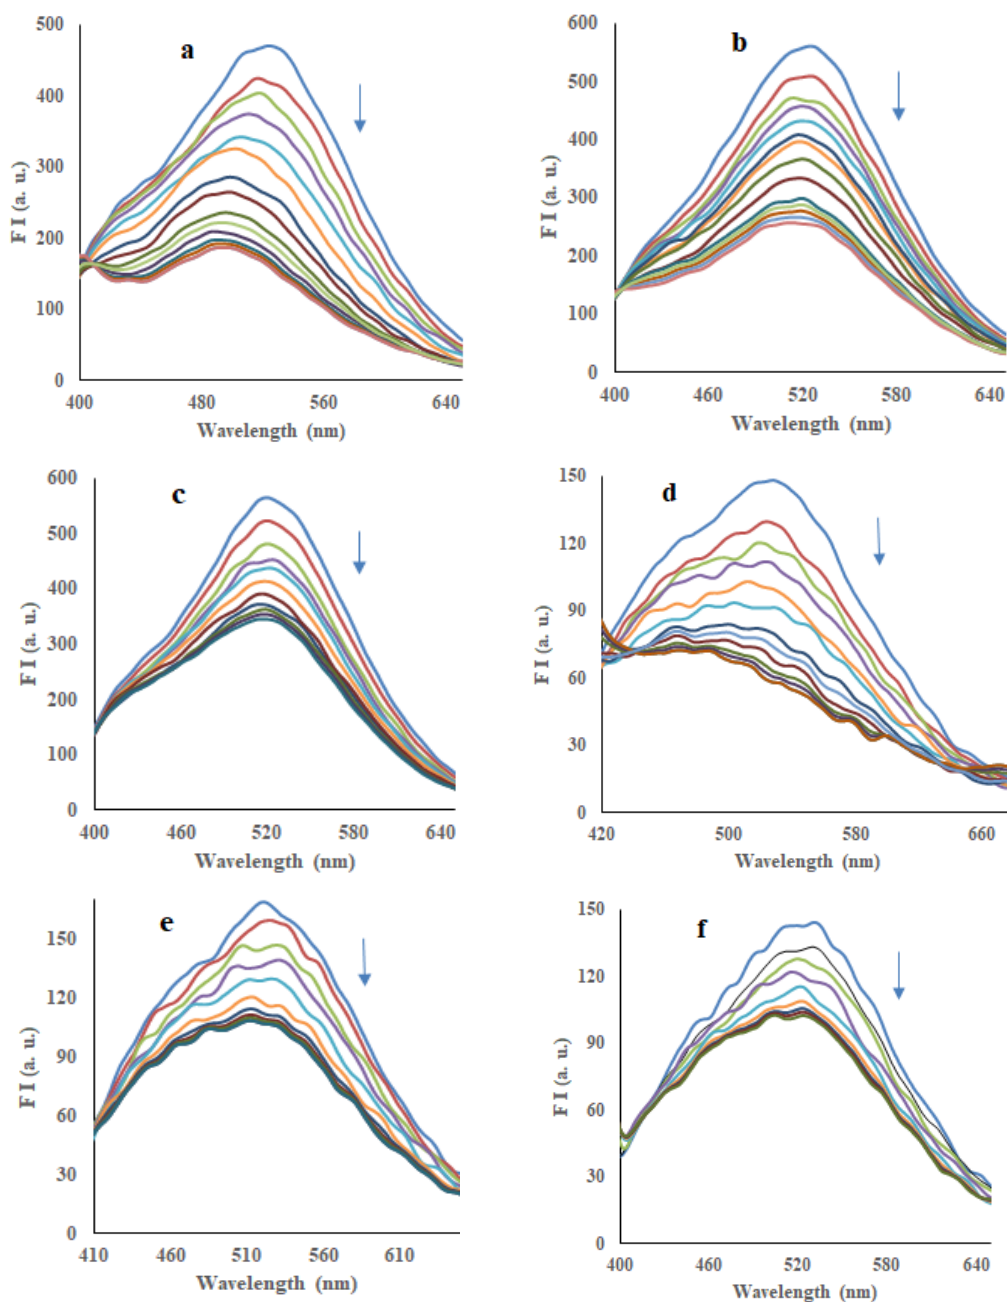 a
500
400
300
200
100
0
F I (a. u.)
400 480 560 640
Wavelength (nm)
b
600
500
400
300
200
100
0
F I (a. u.)
400 460 520 580 640
Wavelength (nm)
c
600
500
400
300
200
100
0
F I (a. u.)
400 460 520 580 640
Wavelength (nm)
d
150
120
90
60
30
0
F I (a. u.)
420 500 580 660
Wavelength (nm)
e
150
120
90
60
30
0
F I (a. u.)
410 460 510 560 610
Wavelength (nm)
f
150
120
90
60
30
0
F I (a. u.)
400 460 520 580 640
Wavelength (nm)